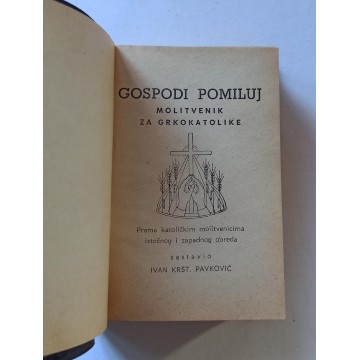 GOSPODI POMILUJ
MOLITVENIK
ZA GRKOKATOLIKE
Prema katoličkim molitvenicima
istočnog i zapadnog obreda
sastavio
IVAN KRST. PAVKOVIĆ